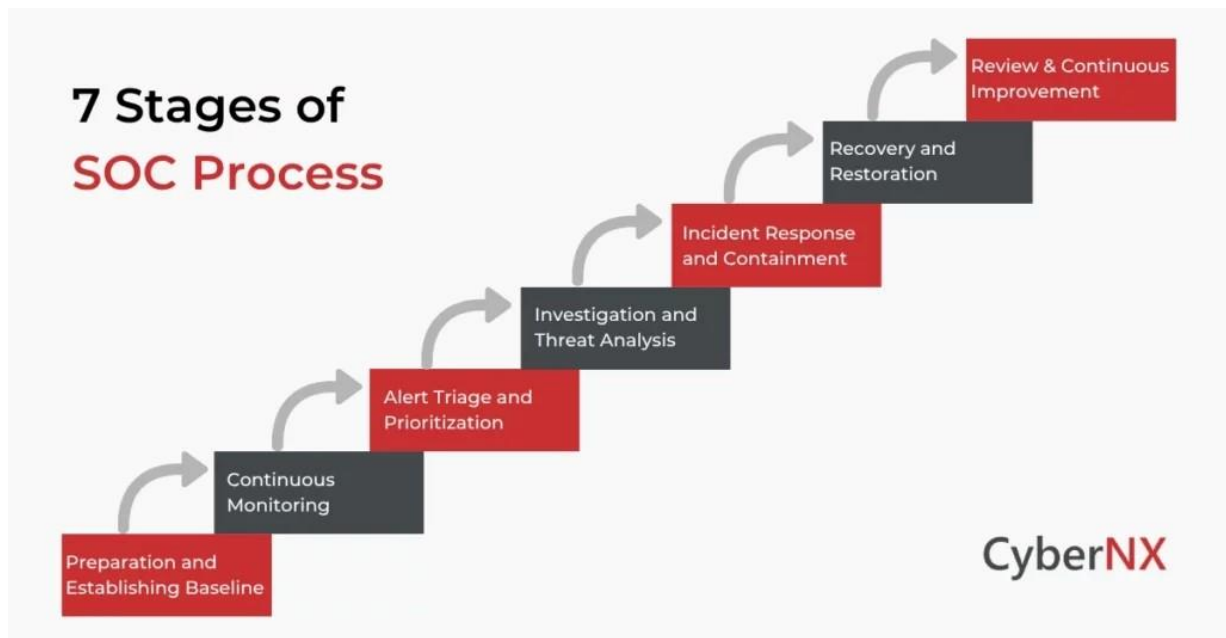 7 Stages of
SOC Process
Review & Continuous
Improvement
Recovery and
Restoration
Incident Response
and Containment
Investigation and
Threat Analysis
Alert Triage and
Prioritization
Continuous
Monitoring
Preparation and
Establishing Baseline
CyberNX